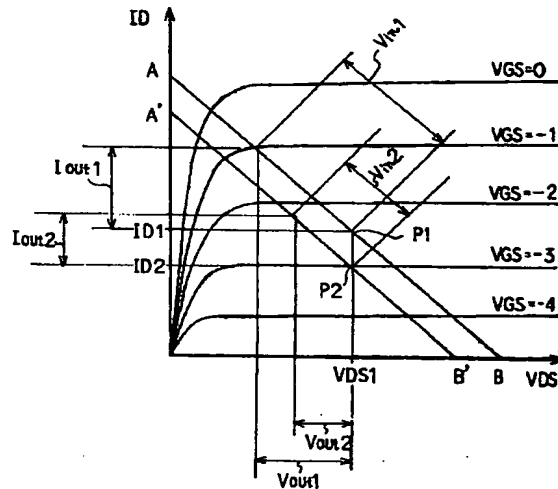 ID
A
A'
Vin1
VGS=0
VGS=-1
Iout1
Vin2
VGS=-2
Iout2
ID1
P1
ID2
VGS=-3
P2
VGS=-4
VDS1
B'
B
VDS
Vout2
Vout1